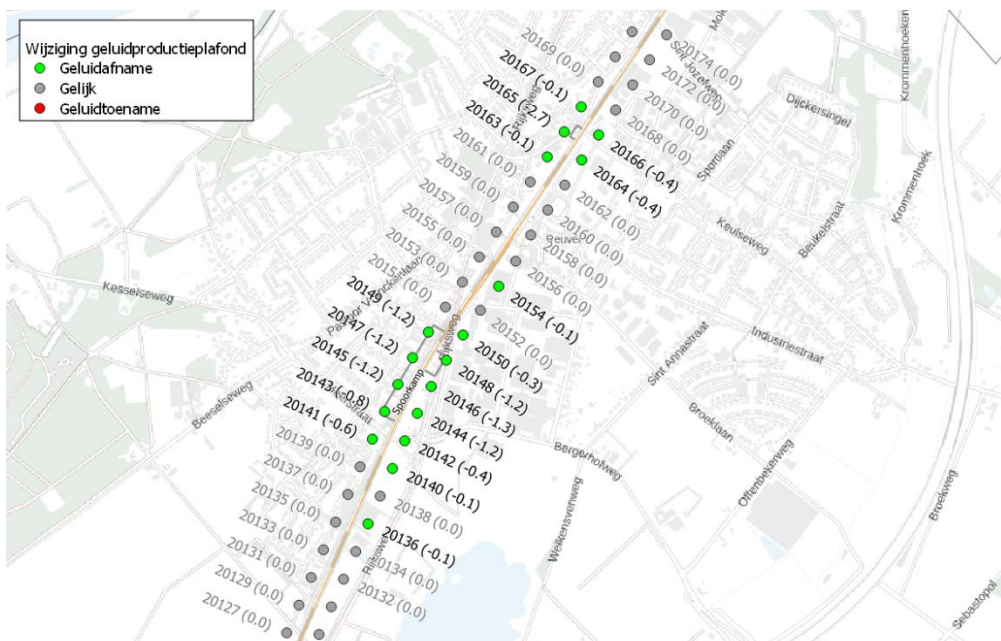 Wijziging geluidproductieplafond
Geluidafname
Gelijk
Geluidtoename
20169 (0.0)
20167 (-0.1)
20165 (-2.7)
20163 (-0.1)
20161 (0.0)
20159 (0.0)
20157 (0.0)
20155 (0.0)
20153 (0.0)
20149 (-1.2)
20147 (-1.2)
20145 (-1.2)
20143 (-0.8)
20141 (-0.6)
20139 (0.0)
20137 (0.0)
20135 (0.0)
20133 (0.0)
20131 (0.0)
20129 (0.0)
20127 (0.0)
20174 (0.0)
20172 (0.0)
20170 (0.0)
20168 (0.0)
20166 (-0.4)
20164 (-0.4)
20162 (0.0)
20160 (0.0)
20158 (0.0)
20156 (0.0)
20154 (-0.1)
20152 (0.0)
20150 (-0.3)
20148 (-1.2)
20146 (-1.3)
20144 (-1.2)
20142 (-0.4)
20140 (-0.1)
20138 (0.0)
20136 (-0.1)
20134 (0.0)
20132 (0.0)
Sint Jozefweg
Rijksweg
Sportlaan
Dijckersingel
Krommenhoek
Keulseweg
Beukelstraat
Kesselseweg
Rijksweg
Spoorkamp
Beeselseweg
Sint Annastraat
Industriestraat
Broeklaan
Bergerhofweg
Offenbekerweg
Welkensvenweg
Broekweg
Sebastopol